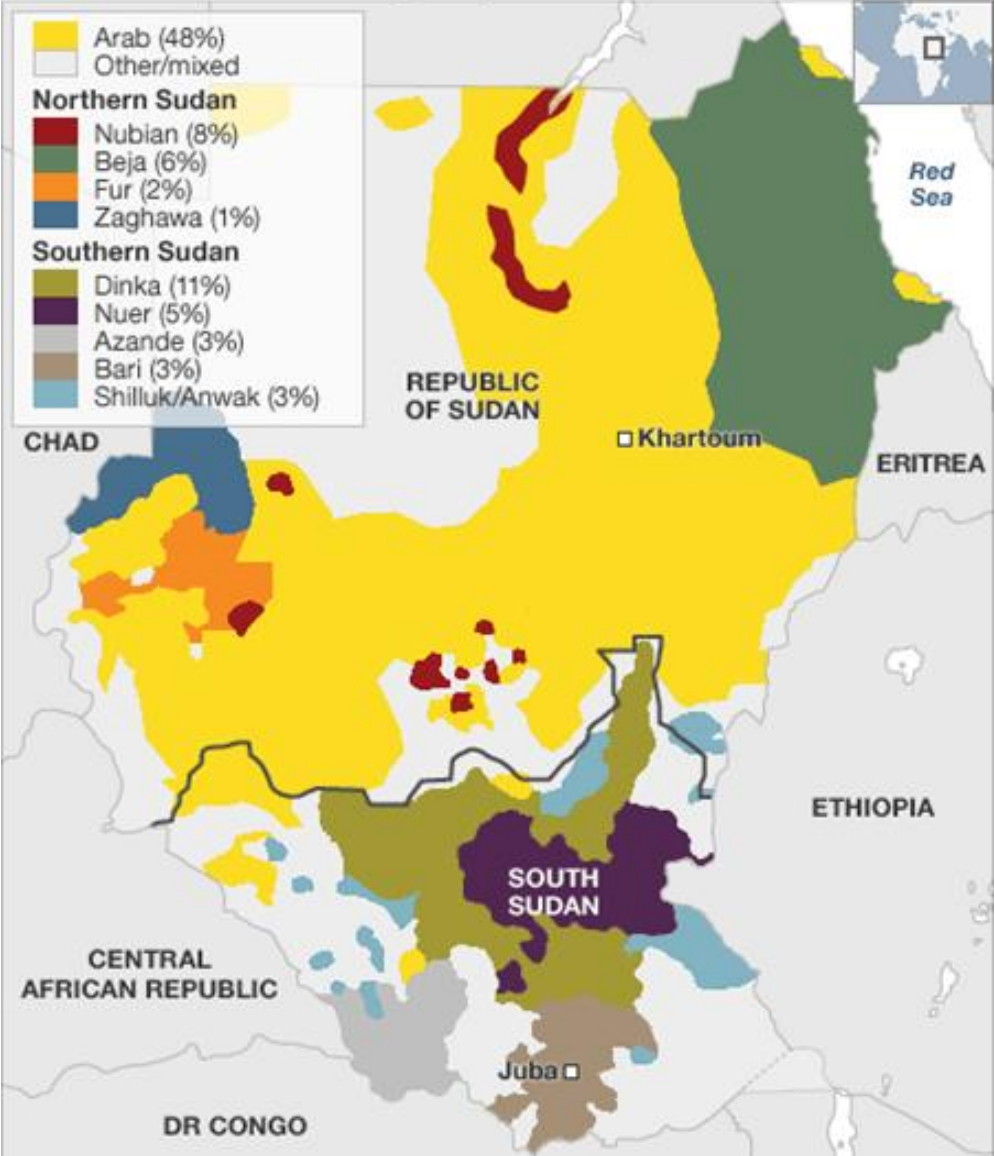 Arab (48%)
Other/mixed
Northern Sudan
Nubian (8%)
Beja (6%)
Fur (2%)
Zaghawa (1%)
Southern Sudan
Dinka (11%)
Nuer (5%)
Azande (3%)
Bari (3%)
Shilluk/Anwak (3%)
Red
Sea
REPUBLIC
OF SUDAN
Khartoum
CHAD
ERITREA
ETHIOPIA
SOUTH
SUDAN
CENTRAL
AFRICAN REPUBLIC
Juba
DR CONGO